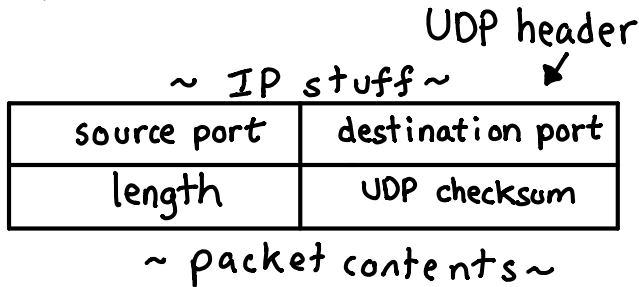 UDP header
~ IP stuff ~
source port
destination port
length
UDP checksum
~ packet contents ~